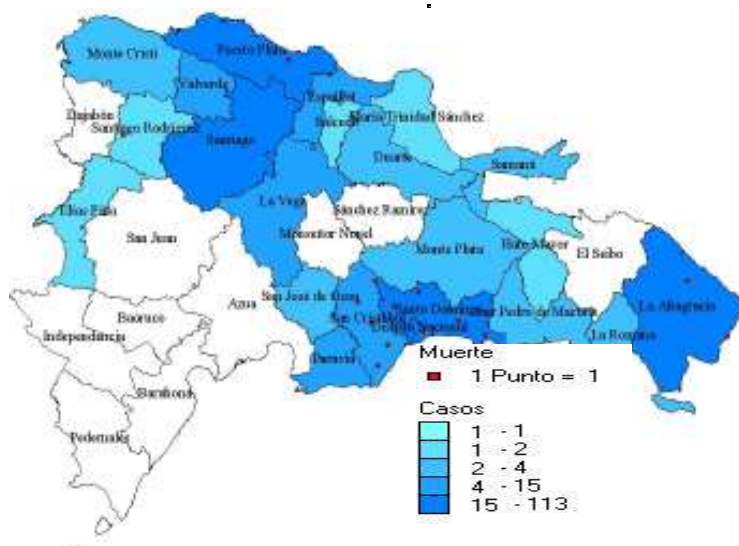 Puerto Plata
Monte Cristi
Valverde
Espaillat
Dajabón
Santiago Rodríguez
Santiago
Salcedo
María Trinidad Sánchez
Duarte
Samaná
Elías Piña
La Vega
Sánchez Ramírez
San Juan
Monseñor Nouel
Monte Plata
Hato Mayor
El Seibo
Azua
San José de Ocoa
San Cristóbal
Santo Domingo
Distrito Nacional
San Pedro de Macorís
La Altagracia
La Romana
Baoruco
Independencia
Peravia
Barahona
Pedernales
Muerte
1 Punto = 1
Casos
1 - 1
1 - 2
2 - 4
4 - 15
15 - 113